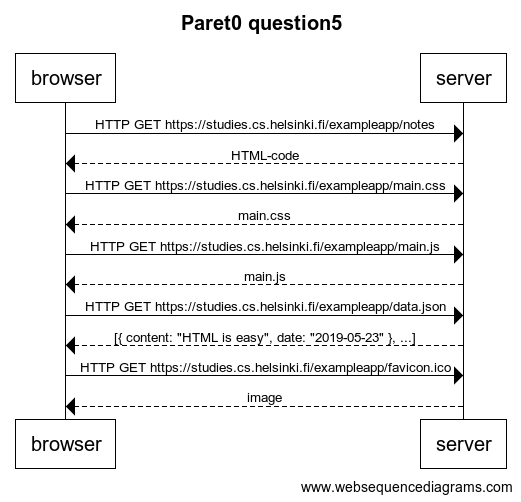 Paret0 question5
browser
server
HTTP GET https://studies.cs.helsinki.fi/exampleapp/notes
HTML-code
HTTP GET https://studies.cs.helsinki.fi/exampleapp/main.css
main.css
HTTP GET https://studies.cs.helsinki.fi/exampleapp/main.js
main.js
HTTP GET https://studies.cs.helsinki.fi/exampleapp/data.json
[{ content: "HTML is easy", date: "2019-05-23" }, ...]
HTTP GET https://studies.cs.helsinki.fi/exampleapp/favicon.ico
image
browser
server
www.websequencediagrams.com